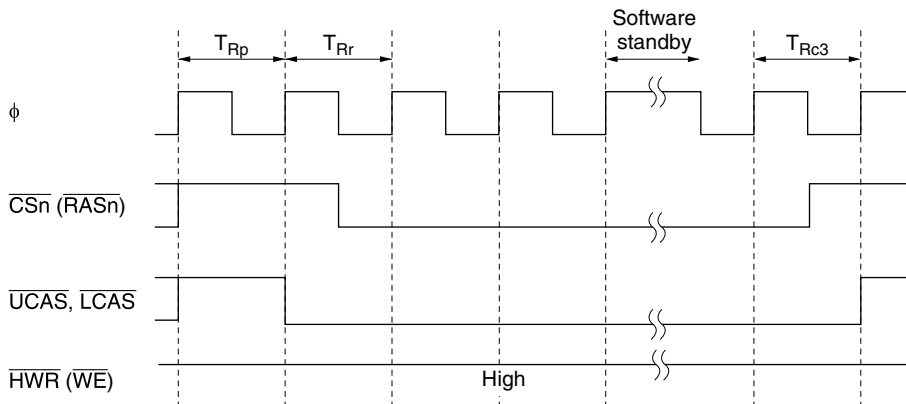 Software
standby
TRp
TRr
TRc3
ϕ
CSn (RASn)
UCAS, LCAS
HWR (WE)
High